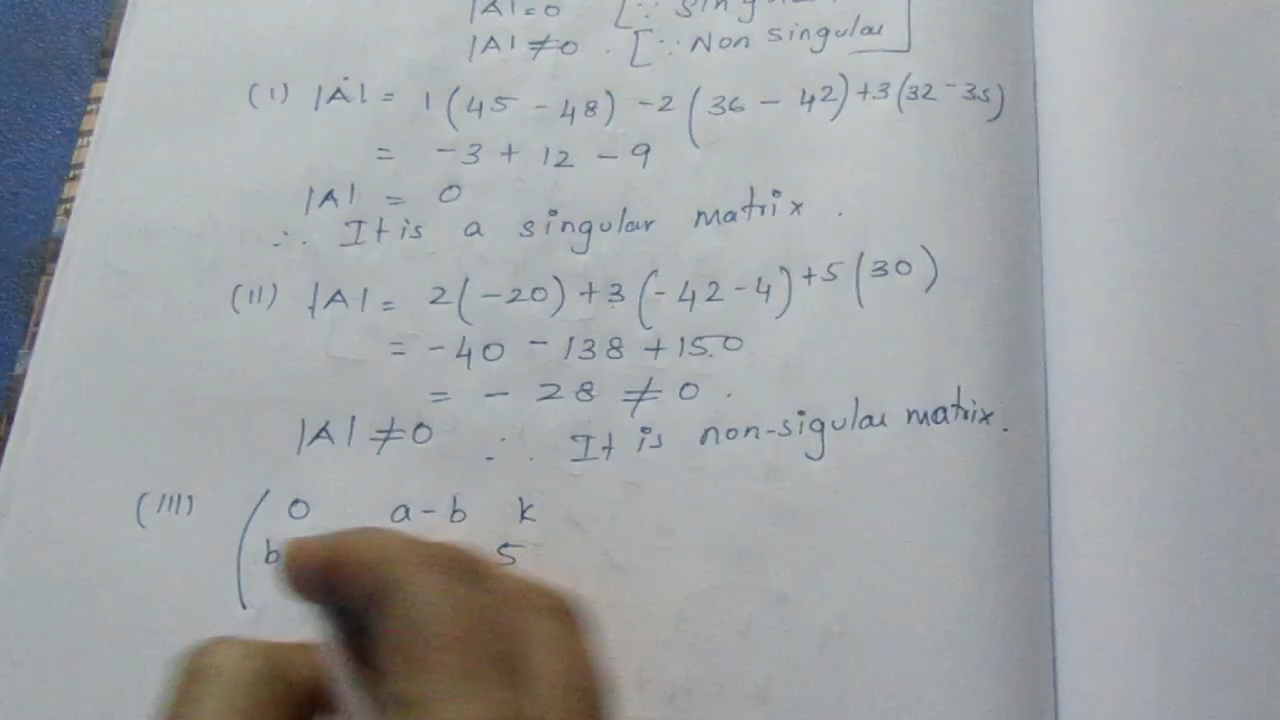 |A| = 0 [∵
|A| ≠ 0 . [∵ Non singular]
(i) |A| = 1(45 - 48) -2(36 - 42) +3(32 - 35)
= -3 + 12 - 9
|A| = 0
∴ It is a singular matrix .
(ii) |A| = 2(-20) +3(-42-4) +5(30)
= -40 -138 +150
= - 28 ≠ 0 .
|A| ≠ 0 ∴ It is non-sigular matrix.
(iii) ( 0 a-b k
b 5